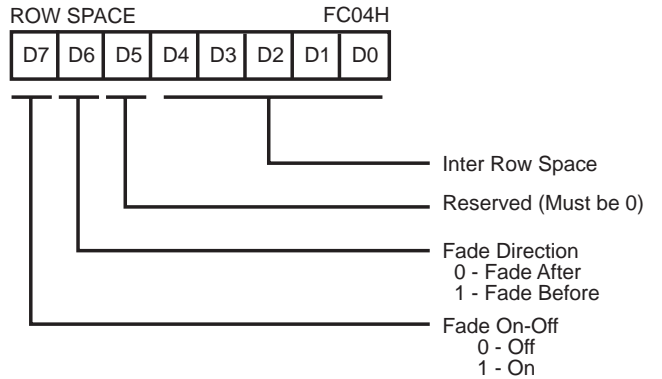 ROW SPACE FC04H
D7 D6 D5 D4 D3 D2 D1 D0
Inter Row Space
Reserved (Must be 0)
Fade Direction
0 - Fade After
1 - Fade Before
Fade On-Off
0 - Off
1 - On